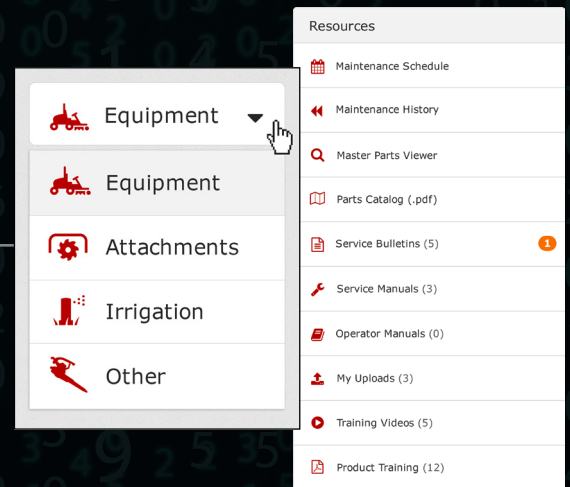 Equipment
Equipment
Attachments
Irrigation
Other
Resources
Maintenance Schedule
Maintenance History
Master Parts Viewer
Parts Catalog (.pdf)
Service Bulletins (5) 1
Service Manuals (3)
Operator Manuals (0)
My Uploads (3)
Training Videos (5)
Product Training (12)